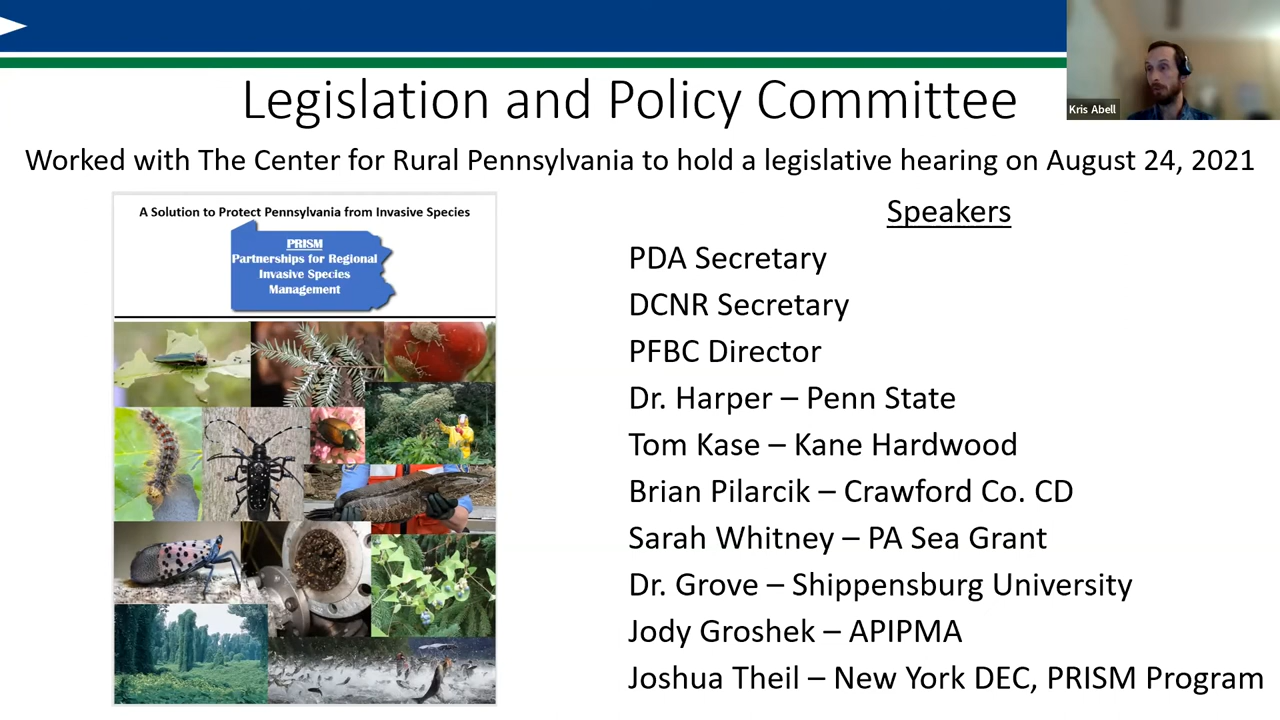 Legislation and Policy Committee
Kris Abell
Worked with The Center for Rural Pennsylvania to hold a legislative hearing on August 24, 2021
A Solution to Protect Pennsylvania from Invasive Species
PRISM
Partnerships for Regional
Invasive Species
Management
Speakers
PDA Secretary
DCNR Secretary
PFBC Director
Dr. Harper – Penn State
Tom Kase – Kane Hardwood
Brian Pilarcik – Crawford Co. CD
Sarah Whitney – PA Sea Grant
Dr. Grove – Shippensburg University
Jody Groshek – APIPMA
Joshua Theil – New York DEC, PRISM Program